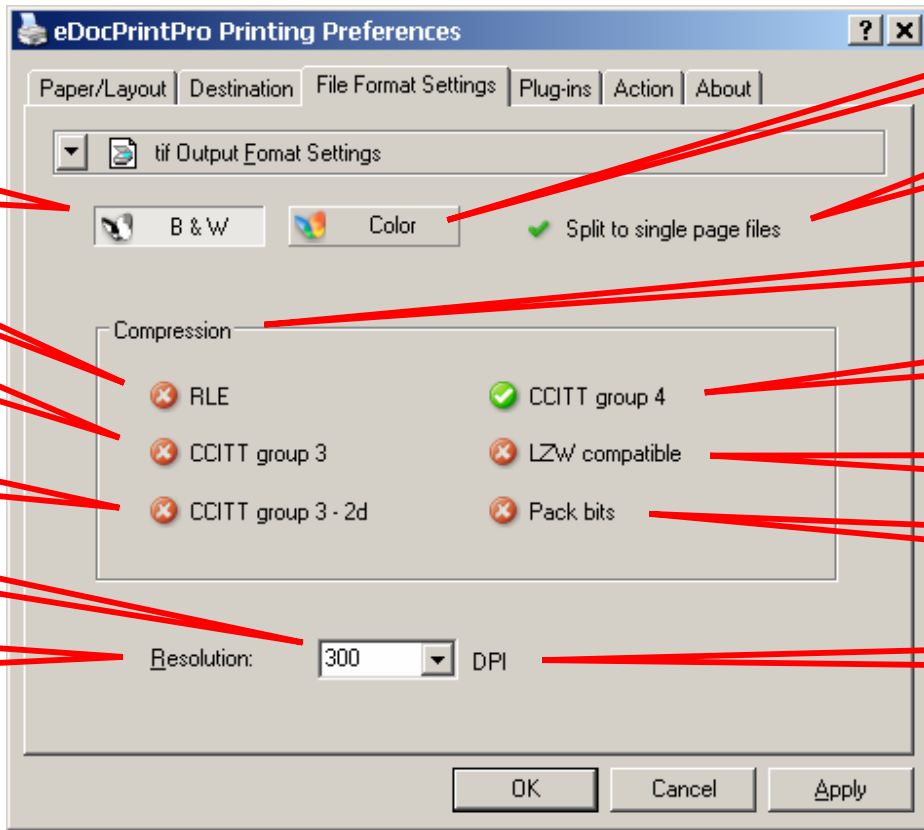 eDocPrintPro Printing Preferences
Paper/Layout Destination File Format Settings Plug-ins Action About
tif Output Fomat Settings
B & W Color Split to single page files
Compression
RLE CCITT group 4
CCITT group 3 LZW compatible
CCITT group 3 - 2d Pack bits
Resolution: 300 DPI
OK Cancel Apply